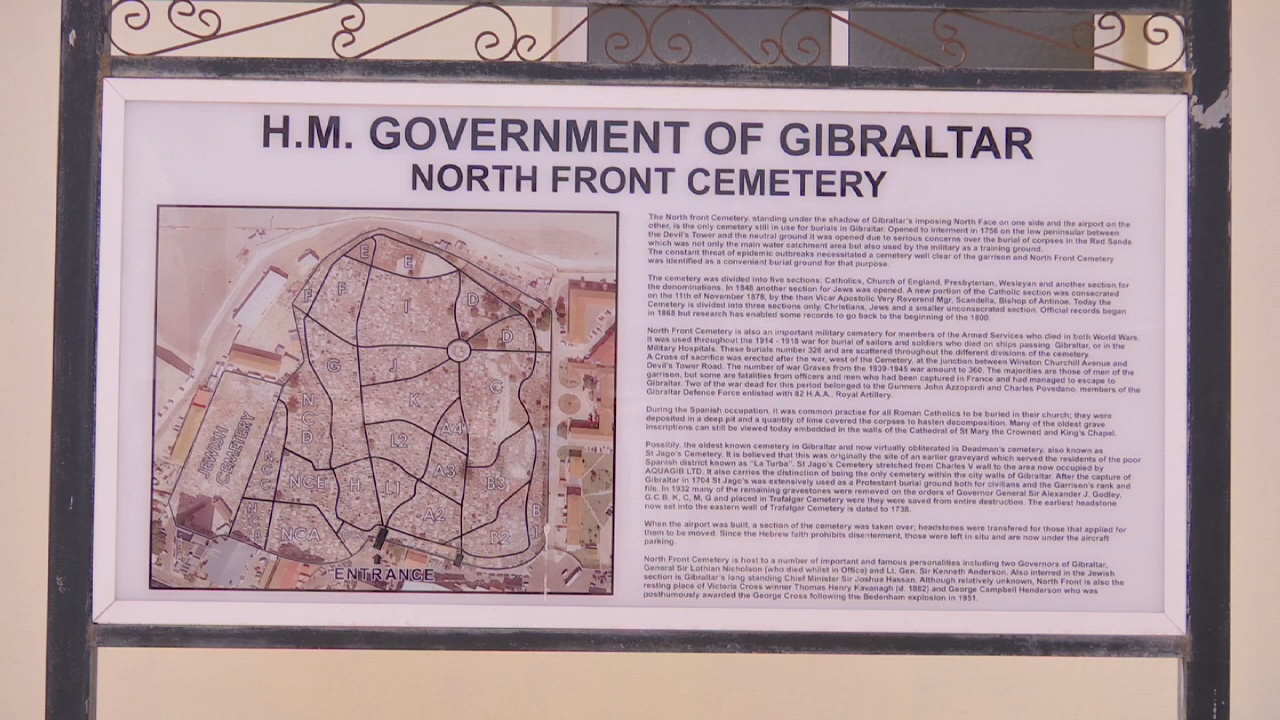 H.M. GOVERNMENT OF GIBRALTAR
NORTH FRONT CEMETERY
The North front Cemetery, standing under the shadow of Gibraltar's imposing North Face on one side and the airport on the
other, is the only cemetery still in use for burials in Gibraltar. Opened to interment in 1756 on the low peninsular between
the Devil's Tower and the neutral ground it was opened due to serious concerns over the burial of corpses in the Red Sands
which was not only the main water catchment area but also used by the military as a training ground.
The constant threat of epidemic outbreaks necessitated a cemetery well clear of the garrison and North Front Cemetery
was identified as a convenient burial ground for that purpose.
The cemetery was divided into five sections; Catholics, Church of England, Presbyterian, Wesleyan and another section for
the denominations. In 1846 another section for Jews was opened. A new portion of the Catholic section was consecrated
on the 11th of November 1878, by the then Vicar Apostolic Very Reverend Mgr, Scandella, Bishop of Antinoe. Today the
Cemetery is divided into three sections only, Christians, Jews and a smaller unconsecrated section. Official records began
in 1868 but research has enabled some records to go back to the beginning of the 1800.
North Front Cemetery is also an important military cemetery for members of the Armed Services who died in both World Wars.
It was used throughout the 1914 - 1918 war for burial of sailors and soldiers who died on ships passing Gibraltar, or in the
Military Hospitals. These burials number 326 and are scattered throughout the different divisions of the cemetery.
A Cross of sacrifice was erected after the war, west of the Cemetery, at the junction between Winston Churchill Avenue and
Devil's Tower Road. The number of war Graves from the 1939-1945 war amount to 360. The majorities are those of men of the
garrison, but some are fatalities from officers and men who had been captured in France and had managed to escape to
Gibraltar. Two of the war dead for this period belonged to the Gunners John Azzopardi and Charles Povedano, members of the
Gibraltar Defence Force enlisted with 82 H.A.A., Royal Artillery.
During the Spanish occupation, it was common practise for all Roman Catholics to be buried in their church; they were
deposited in a deep pit and a quantity of lime covered the corpses to hasten decomposition. Many of the oldest grave
inscriptions can still be viewed today embedded in the walls of the Cathedral of St Mary the Crowned and King's Chapel.
Possibly, the oldest known cemetery in Gibraltar and now virtually obliterated is Deadman's cemetery, also known as
St Jago's Cemetery. It is believed that this was originally the site of an earlier graveyard which served the residents of the poor
Spanish district known as "La Turba". St Jago's Cemetery stretched from Charles V wall to the area now occupied by
AQUAGIB LTD. It also carries the distinction of being the only cemetery within the city walls of Gibraltar. After the capture of
Gibraltar in 1704 St Jago's was extensively used as a Protestant burial ground both for civilians and the Garrison's rank and
file. In 1932 many of the remaining gravestones were removed on the orders of Governor General Sir Alexander J. Godley,
G.C.B. K, C, M, G and placed in Trafalgar Cemetery were they were saved from entire destruction. The earliest headstone
now set into the eastern wall of Trafalgar Cemetery is dated to 1738.
When the airport was built, a section of the cemetery was taken over; headstones were transfered for those that applied for
them to be moved. Since the Hebrew faith prohibits disenterment, those were left in situ and are now under the aircraft
parking.
North Front Cemetery is host to a number of important and famous personalities including two Governors of Gibraltar,
General Sir Lothian Nicholson (who died whilst in Office) and Lt. Gen. Sir Kenneth Anderson. Also interred in the Jewish
section is Gibraltar's long standing Chief Minister Sir Joshua Hassan. Although relatively unknown, North Front is also the
resting place of Victoria Cross winner Thomas Henry Kavanagh (d. 1882) and George Campbell Henderson who was
posthumously awarded the George Cross following the Bedenham explosion in 1951.
E
E
F
F
D
D
G
J
C
C
D
L2
A4
JEWISH
CEMETERY
NCE
H
A3
B3
A2
B
1
NCA
B2
ENTRANCE